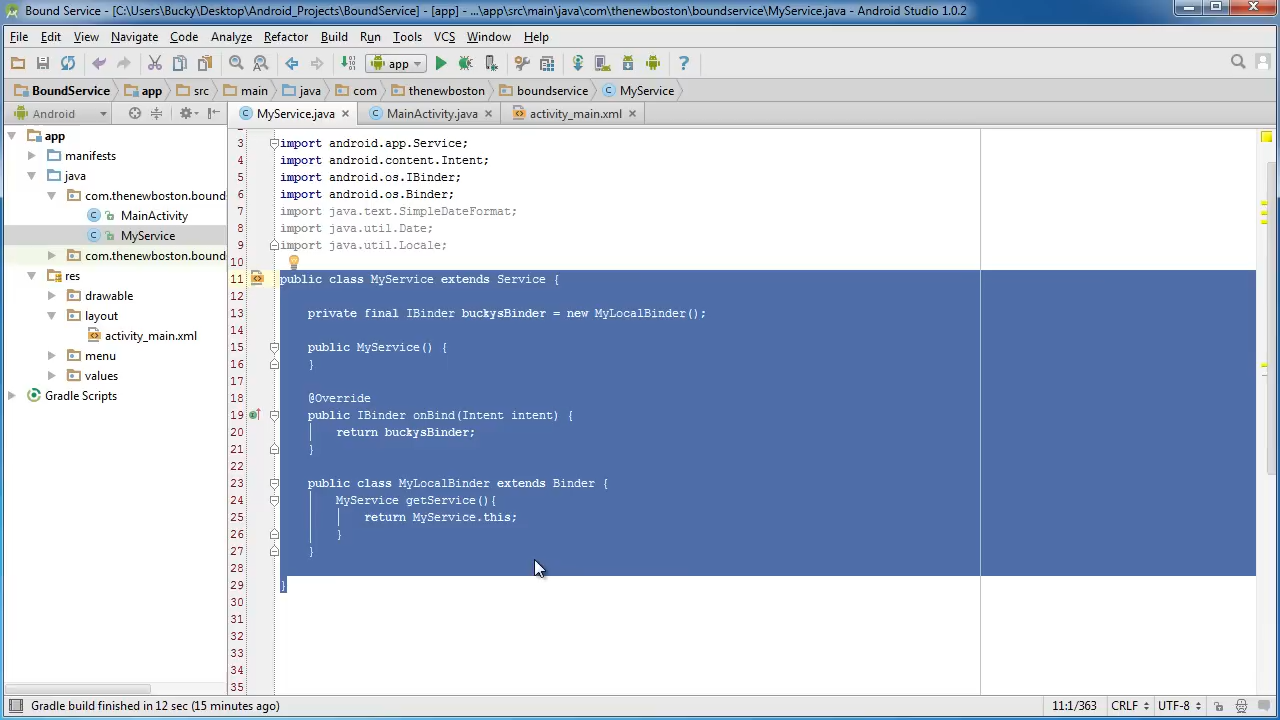 Bound Service - [C:\Users\Bucky\Desktop\Android_Projects\BoundService] - [app] - ...\app\src\main\java\com\thenewboston\boundservice\MyService.java - Android Studio 1.0.2
File Edit View Navigate Code Analyze Refactor Build Run Tools VCS Window Help
app
BoundService app src main java com thenewboston boundservice MyService
Android
MyService.java MainActivity.java activity_main.xml
app
manifests
java
com.thenewboston.bound
MainActivity
MyService
com.thenewboston.bound
res
drawable
layout
activity_main.xml
menu
values
Gradle Scripts
3 import android.app.Service;
4 import android.content.Intent;
5 import android.os.IBinder;
6 import android.os.Binder;
7 import java.text.SimpleDateFormat;
8 import java.util.Date;
9 import java.util.Locale;
10
11 public class MyService extends Service {
12
13 private final IBinder buckysBinder = new MyLocalBinder();
14
15 public MyService() {
16 }
17
18 @Override
19 public IBinder onBind(Intent intent) {
20 return buckysBinder;
21 }
22
23 public class MyLocalBinder extends Binder {
24 MyService getService(){
25 return MyService.this;
26 }
27 }
28
29 }
30
31
32
33
34
35
Gradle build finished in 12 sec (15 minutes ago) 11:1/363 CRLF UTF-8